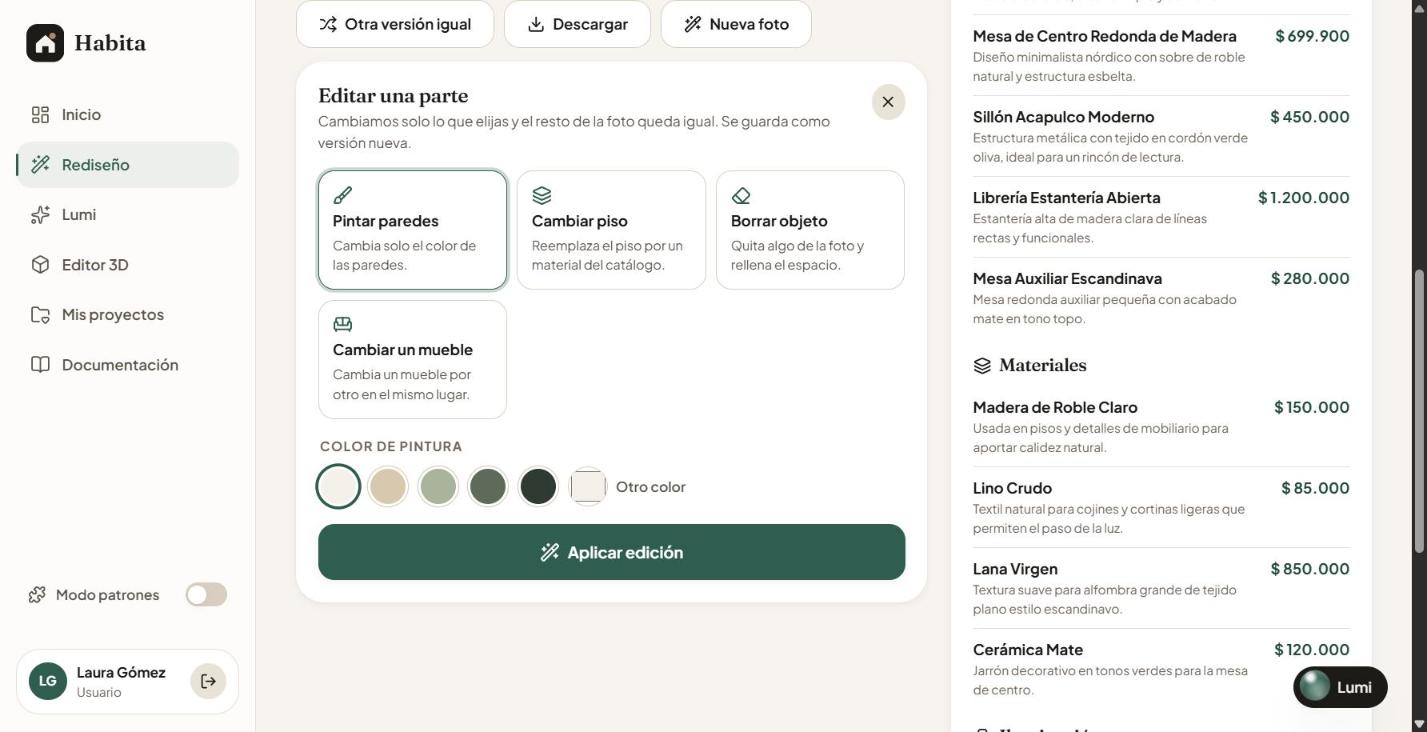 Habita
Inicio
Rediseño
Lumi
Editor 3D
Mis proyectos
Documentación
Modo patrones
LG
Laura Gómez
Usuario
Otra versión igual
Descargar
Nueva foto
Editar una parte
Cambiamos solo lo que elijas y el resto de la foto queda igual. Se guarda como
versión nueva.
Pintar paredes
Cambia solo el color de
las paredes.
Cambiar piso
Reemplaza el piso por un
material del catálogo.
Borrar objeto
Quita algo de la foto y
rellena el espacio.
Cambiar un mueble
Cambia un mueble por
otro en el mismo lugar.
COLOR DE PINTURA
Otro color
Aplicar edición
Mesa de Centro Redonda de Madera
$ 699.900
Diseño minimalista nórdico con sobre de roble
natural y estructura esbelta.
Sillón Acapulco Moderno
$ 450.000
Estructura metálica con tejido en cordón verde
oliva, ideal para un rincón de lectura.
Librería Estantería Abierta
$ 1.200.000
Estantería alta de madera clara de líneas
rectas y funcionales.
Mesa Auxiliar Escandinava
$ 280.000
Mesa redonda auxiliar pequeña con acabado
mate en tono topo.
Materiales
Madera de Roble Claro
$ 150.000
Usada en pisos y detalles de mobiliario para
aportar calidez natural.
Lino Crudo
$ 85.000
Textil natural para cojines y cortinas ligeras que
permiten el paso de la luz.
Lana Virgen
$ 850.000
Textura suave para alfombra grande de tejido
plano estilo escandinavo.
Cerámica Mate
$ 120.000
Jarrón decorativo en tonos verdes para la mesa
de centro.
Lumi